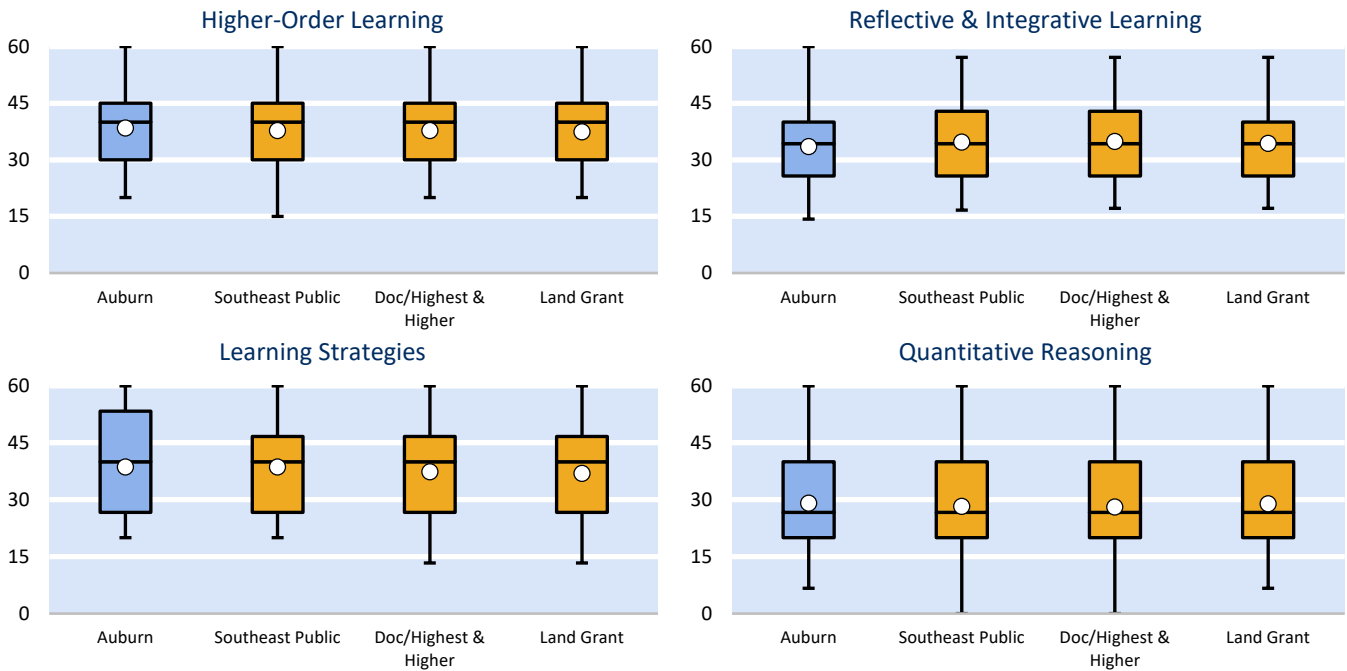 Higher-Order Learning
60
45
30
15
0
Auburn
Southeast Public
Doc/Highest &
Higher
Land Grant
Reflective & Integrative Learning
60
45
30
15
0
Auburn
Southeast Public
Doc/Highest &
Higher
Land Grant
Learning Strategies
60
45
30
15
0
Auburn
Southeast Public
Doc/Highest &
Higher
Land Grant
Quantitative Reasoning
60
45
30
15
0
Auburn
Southeast Public
Doc/Highest &
Higher
Land Grant